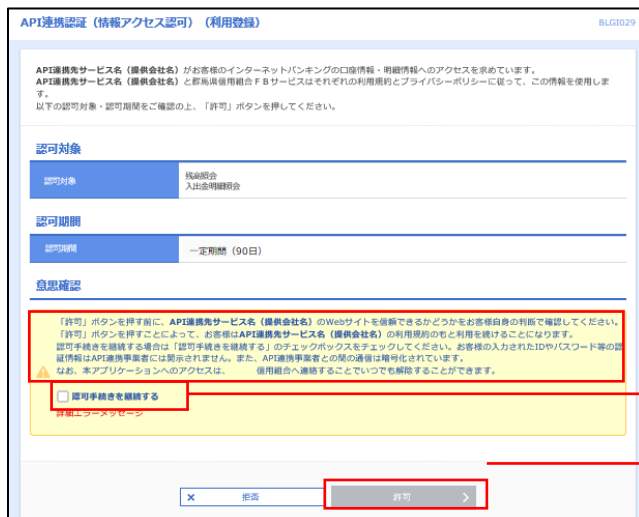 API連携認証（情報アクセス認可）（利用登録）
BLGI029
API連携先サービス名（提供会社名）がお客様のインターネットバンキングの口座情報・明細情報へのアクセスを求めています。
API連携先サービス名（提供会社名）と群馬県信用組合ＦＢサービスはそれぞれの利用規約とプライバシーポリシーに従って、この情報を使用しま
す。
以下の認可対象・認可期間をご確認の上、「許可」ボタンを押してください。
認可対象
認可対象
残高照会
入出金明細照会
認可期間
認可期間
一定期間（90日）
意思確認
「許可」ボタンを押す前に、API連携先サービス名（提供会社名）のWebサイトを信頼できるかどうかをお客様自身の判断で確認してください。
「許可」ボタンを押すことによって、お客様はAPI連携先サービス名（提供会社名）の利用規約のもと利用を続けることになります。
認可手続きを継続する場合は「認可手続きを継続する」のチェックボックスをチェックしてください。お客様の入力されたIDやパスワード等の認
証情報はAPI連携事業者には開示されません。また、API連携事業者との間の通信は暗号化されています。
なお、本アプリケーションへのアクセスは、 信用組合へ連絡することでいつでも解除することができます。
認可手続きを継続する
詳細エラーメッセージ
拒否
許可